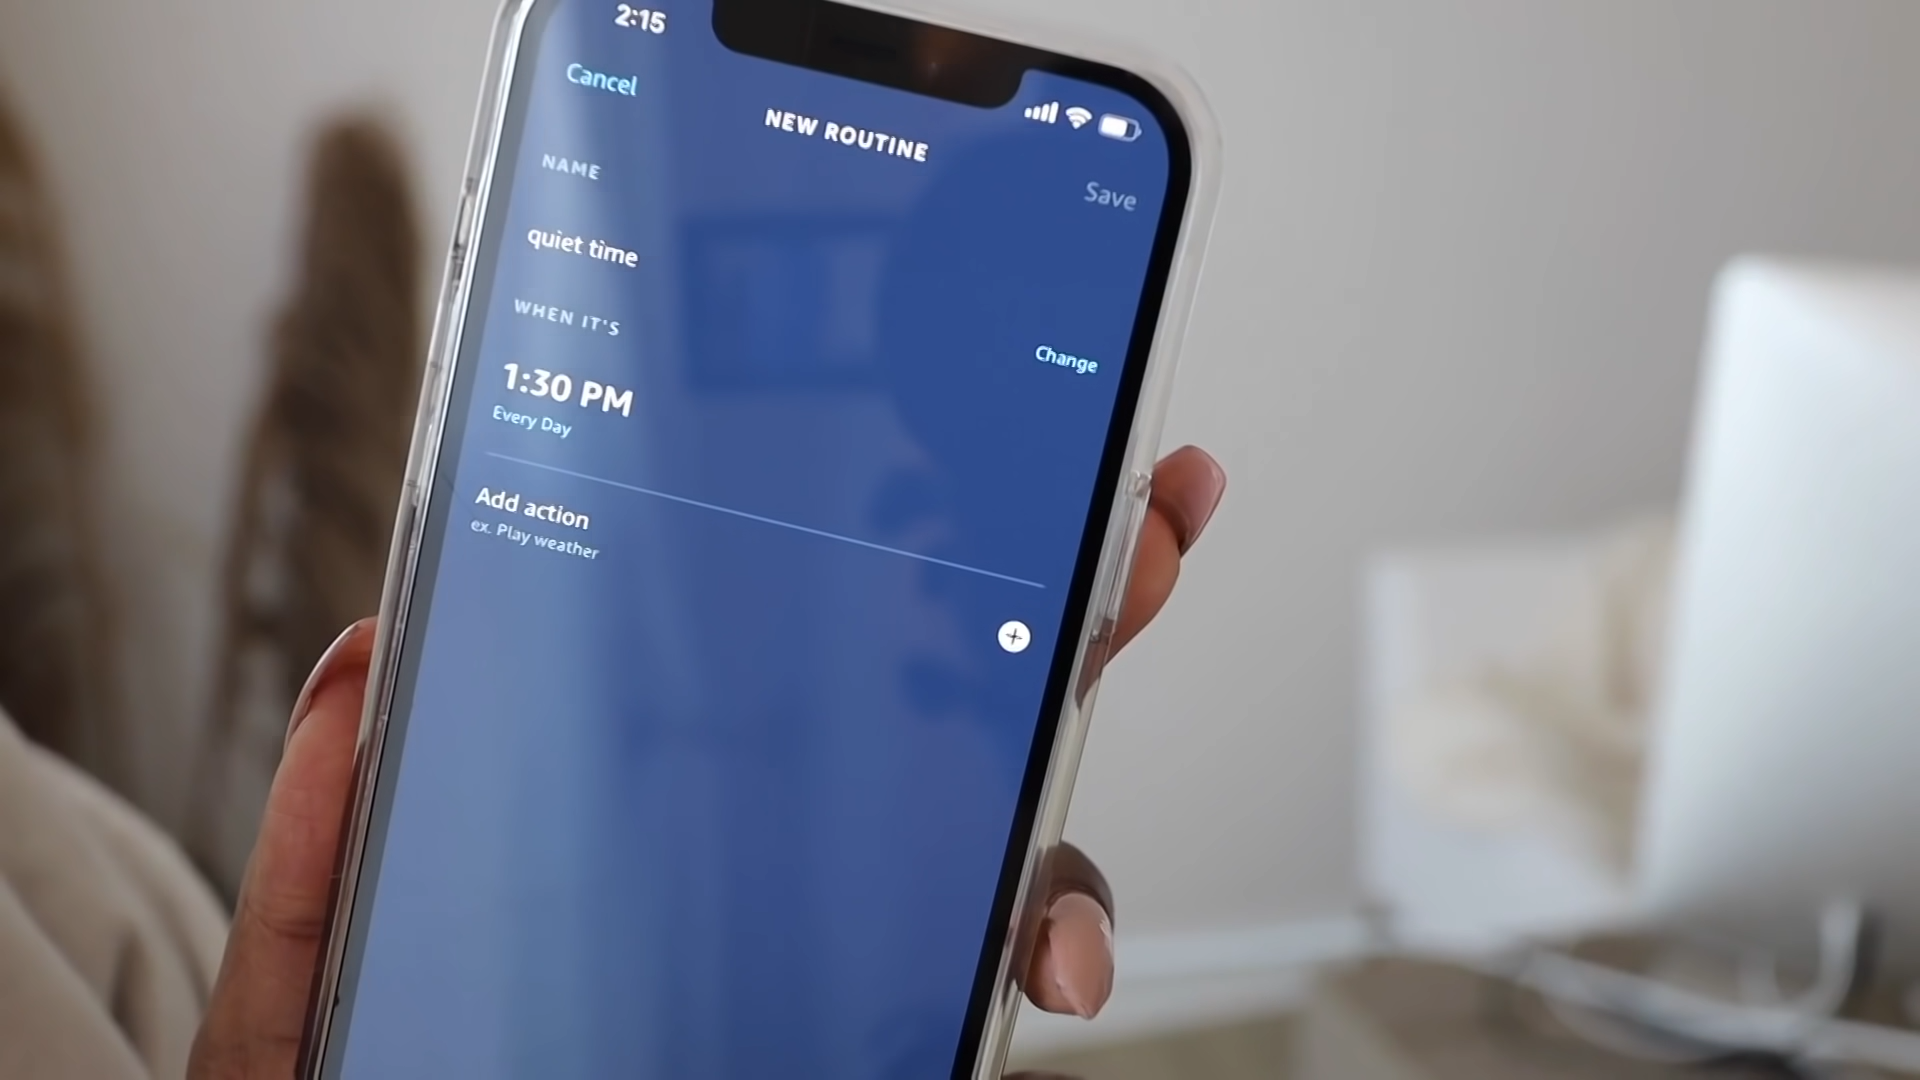 2:15
Cancel
NEW ROUTINE
Save
NAME
quiet time
WHEN IT'S
Change
1:30 PM
Every Day
Add action
ex. Play weather